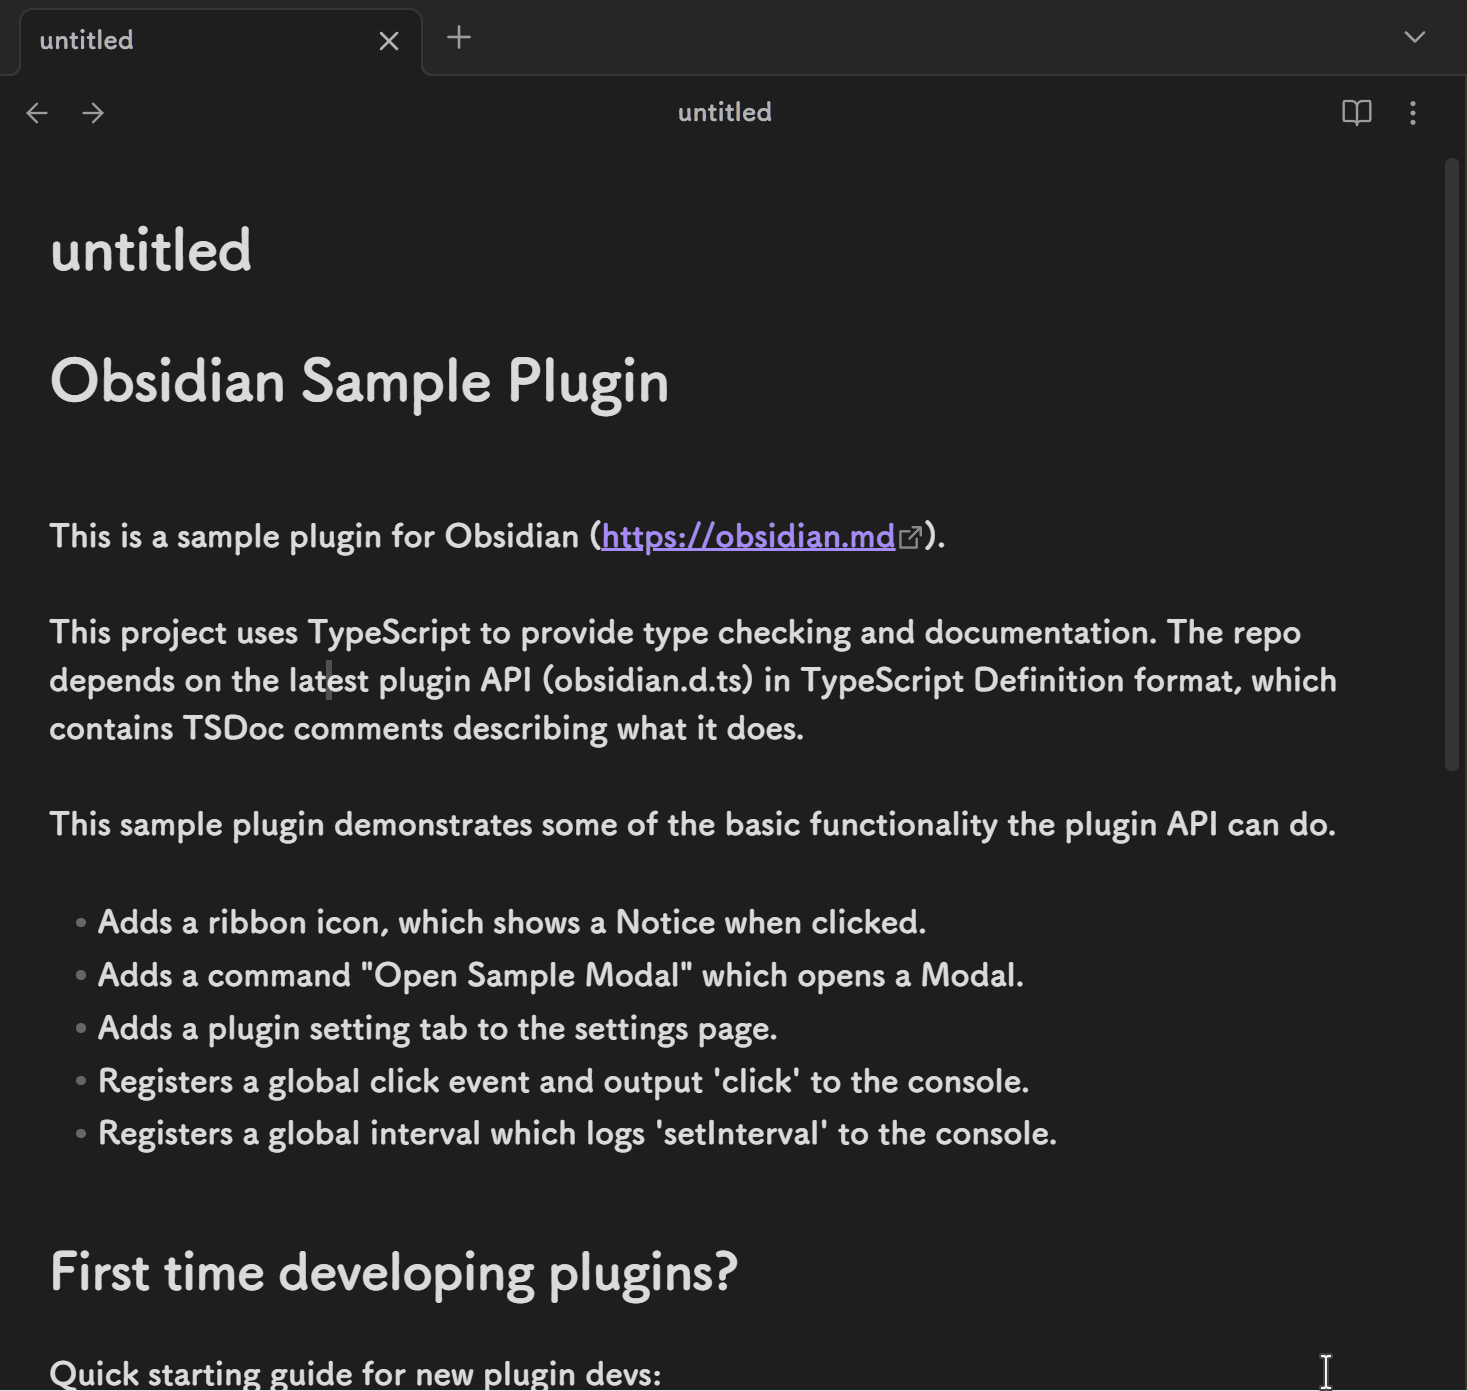 untitled
untitled
untitled
Obsidian Sample Plugin
This is a sample plugin for Obsidian (https://obsidian.md).
This project uses TypeScript to provide type checking and documentation. The repo
depends on the latest plugin API (obsidian.d.ts) in TypeScript Definition format, which
contains TSDoc comments describing what it does.
This sample plugin demonstrates some of the basic functionality the plugin API can do.
Adds a ribbon icon, which shows a Notice when clicked.
Adds a command "Open Sample Modal" which opens a Modal.
Adds a plugin setting tab to the settings page.
Registers a global click event and output 'click' to the console.
Registers a global interval which logs 'setInterval' to the console.
First time developing plugins?
Quick starting guide for new plugin devs: